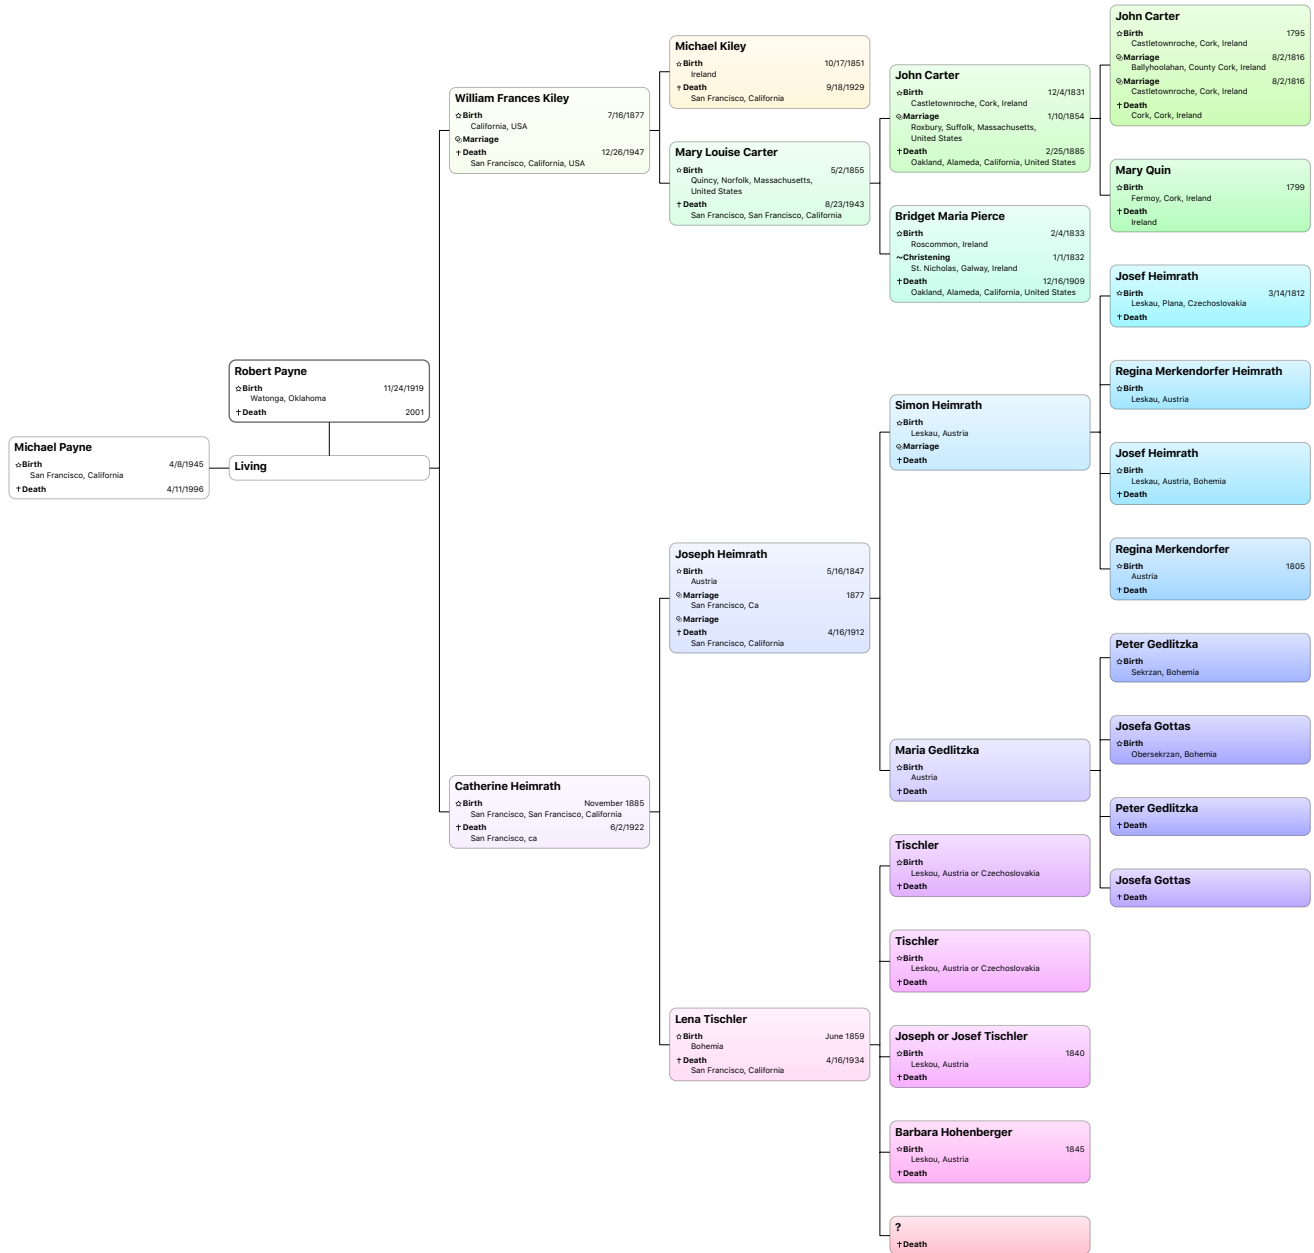 Michael Payne
Birth 4/8/1945
San Francisco, California
Death 4/11/1996
Robert Payne
Birth 11/24/1919
Watonga, Oklahoma
Death 2001
Living
William Frances Kiley
Birth 7/16/1877
California, USA
Marriage
Death 12/26/1947
San Francisco, California, USA
Catherine Heimrath
Birth November 1885
San Francisco, San Francisco, California
Death 6/2/1922
San Francisco, ca
Michael Kiley
Birth 10/17/1851
Ireland
Death 9/18/1929
San Francisco, California
Mary Louise Carter
Birth 5/2/1855
Quincy, Norfolk, Massachusetts,
United States
Death 8/23/1943
San Francisco, San Francisco, California
Joseph Heimrath
Birth 5/16/1847
Austria
Marriage 1877
San Francisco, Ca
Marriage
Death 4/16/1912
San Francisco, California
Lena Tischler
Birth June 1859
Bohemia
Death 4/16/1934
San Francisco, California
John Carter
Birth 12/4/1831
Castletownroche, Cork, Ireland
Marriage 1/10/1854
Roxbury, Suffolk, Massachusetts,
United States
Death 2/25/1885
Oakland, Alameda, California, United States
Bridget Maria Pierce
Birth 2/4/1833
Roscommon, Ireland
Christening 1/1/1832
St. Nicholas, Galway, Ireland
Death 12/16/1909
Oakland, Alameda, California, United States
Simon Heimrath
Birth
Leskau, Austria
Marriage
Death
Maria Gedlitzka
Birth
Austria
Death
Tischler
Birth
Leskou, Austria or Czechoslovakia
Death
Tischler
Birth
Leskou, Austria or Czechoslovakia
Death
Joseph or Josef Tischler
Birth 1840
Leskou, Austria
Death
Barbara Hohenberger
Birth 1845
Leskou, Austria
Death
?
Death
John Carter
Birth 1795
Castletownroche, Cork, Ireland
Marriage 8/2/1816
Ballyhoolahan, County Cork, Ireland
Marriage 8/2/1816
Castletownroche, Cork, Ireland
Death
Cork, Cork, Ireland
Mary Quin
Birth 1799
Fermoy, Cork, Ireland
Death
Ireland
Josef Heimrath
Birth 3/14/1812
Leskau, Plana, Czechoslovakia
Death
Regina Merkendorfer Heimrath
Birth
Leskau, Austria
Josef Heimrath
Birth
Leskau, Austria, Bohemia
Death
Regina Merkendorfer
Birth 1805
Austria
Death
Peter Gedlitzka
Birth
Sekrzan, Bohemia
Josefa Gottas
Birth
Obersekrzan, Bohemia
Peter Gedlitzka
Death
Josefa Gottas
Death